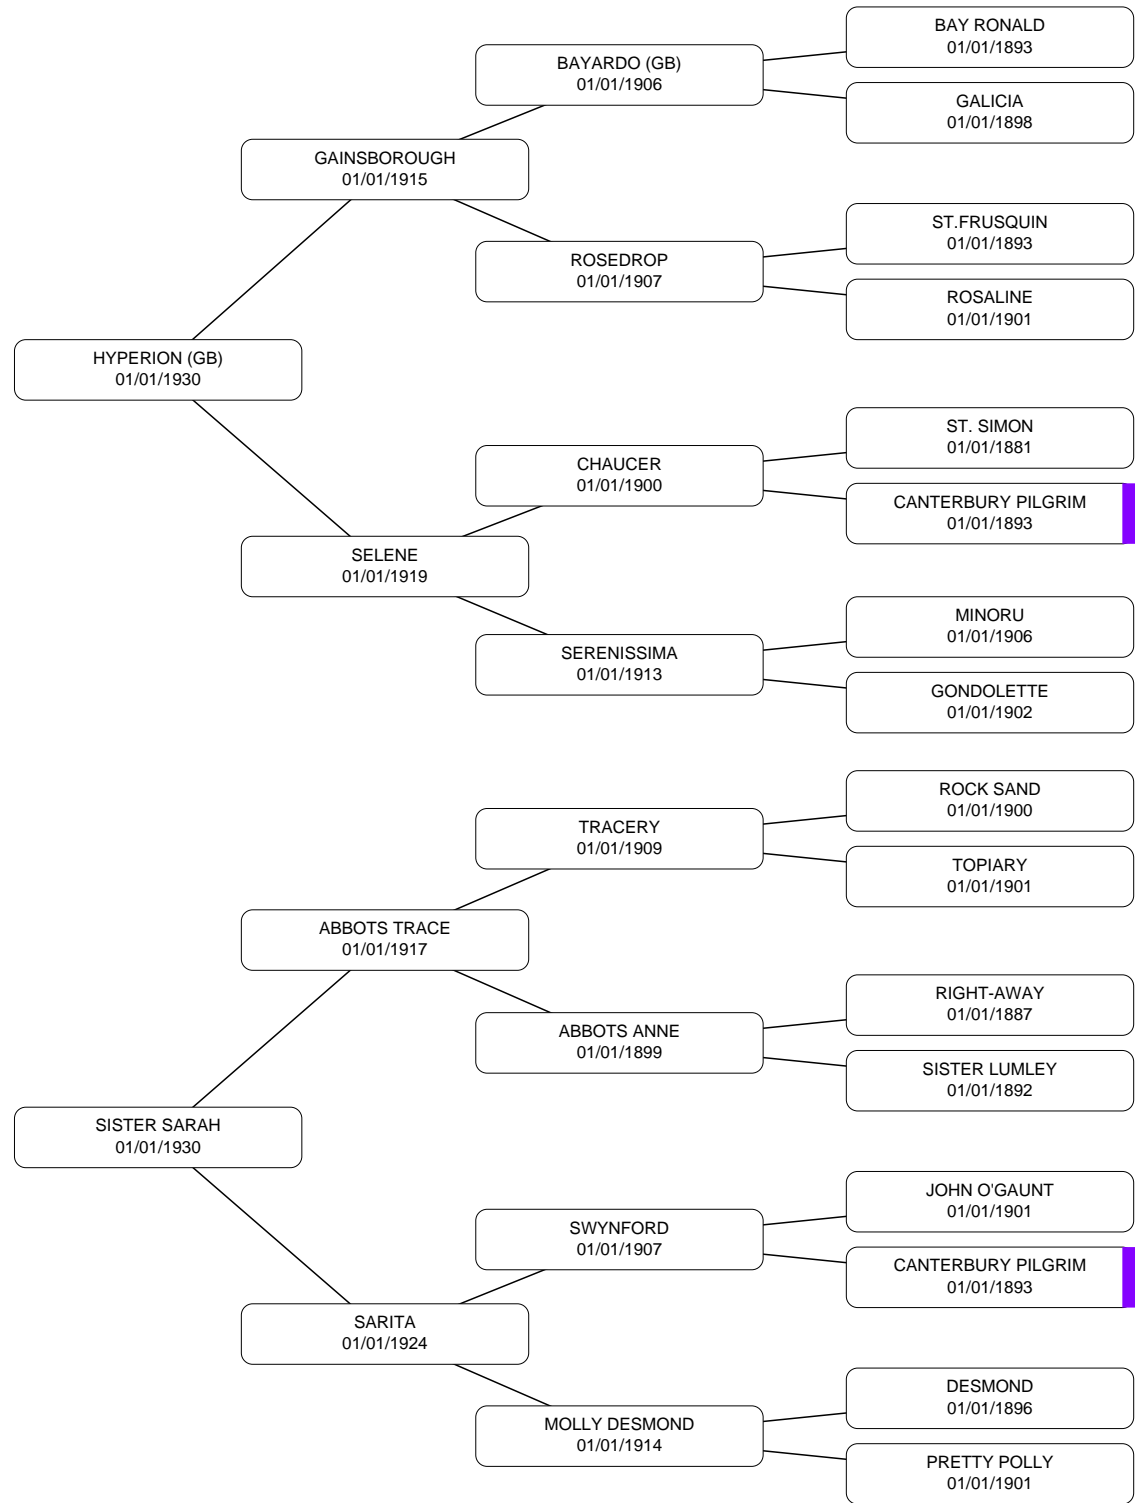 BAY RONALD
01/01/1893
BAYARDO (GB)
01/01/1906
GALICIA
01/01/1898
GAINSBOROUGH
01/01/1915
ST.FRUSQUIN
01/01/1893
ROSEDROP
01/01/1907
ROSALINE
01/01/1901
HYPERION (GB)
01/01/1930
ST. SIMON
01/01/1881
CHAUCER
01/01/1900
CANTERBURY PILGRIM
01/01/1893
SELENE
01/01/1919
MINORU
01/01/1906
SERENISSIMA
01/01/1913
GONDOLETTE
01/01/1902
ROCK SAND
01/01/1900
TRACERY
01/01/1909
TOPIARY
01/01/1901
ABBOTS TRACE
01/01/1917
RIGHT-AWAY
01/01/1887
ABBOTS ANNE
01/01/1899
SISTER LUMLEY
01/01/1892
SISTER SARAH
01/01/1930
JOHN O'GAUNT
01/01/1901
SWYNFORD
01/01/1907
CANTERBURY PILGRIM
01/01/1893
SARITA
01/01/1924
DESMOND
01/01/1896
MOLLY DESMOND
01/01/1914
PRETTY POLLY
01/01/1901